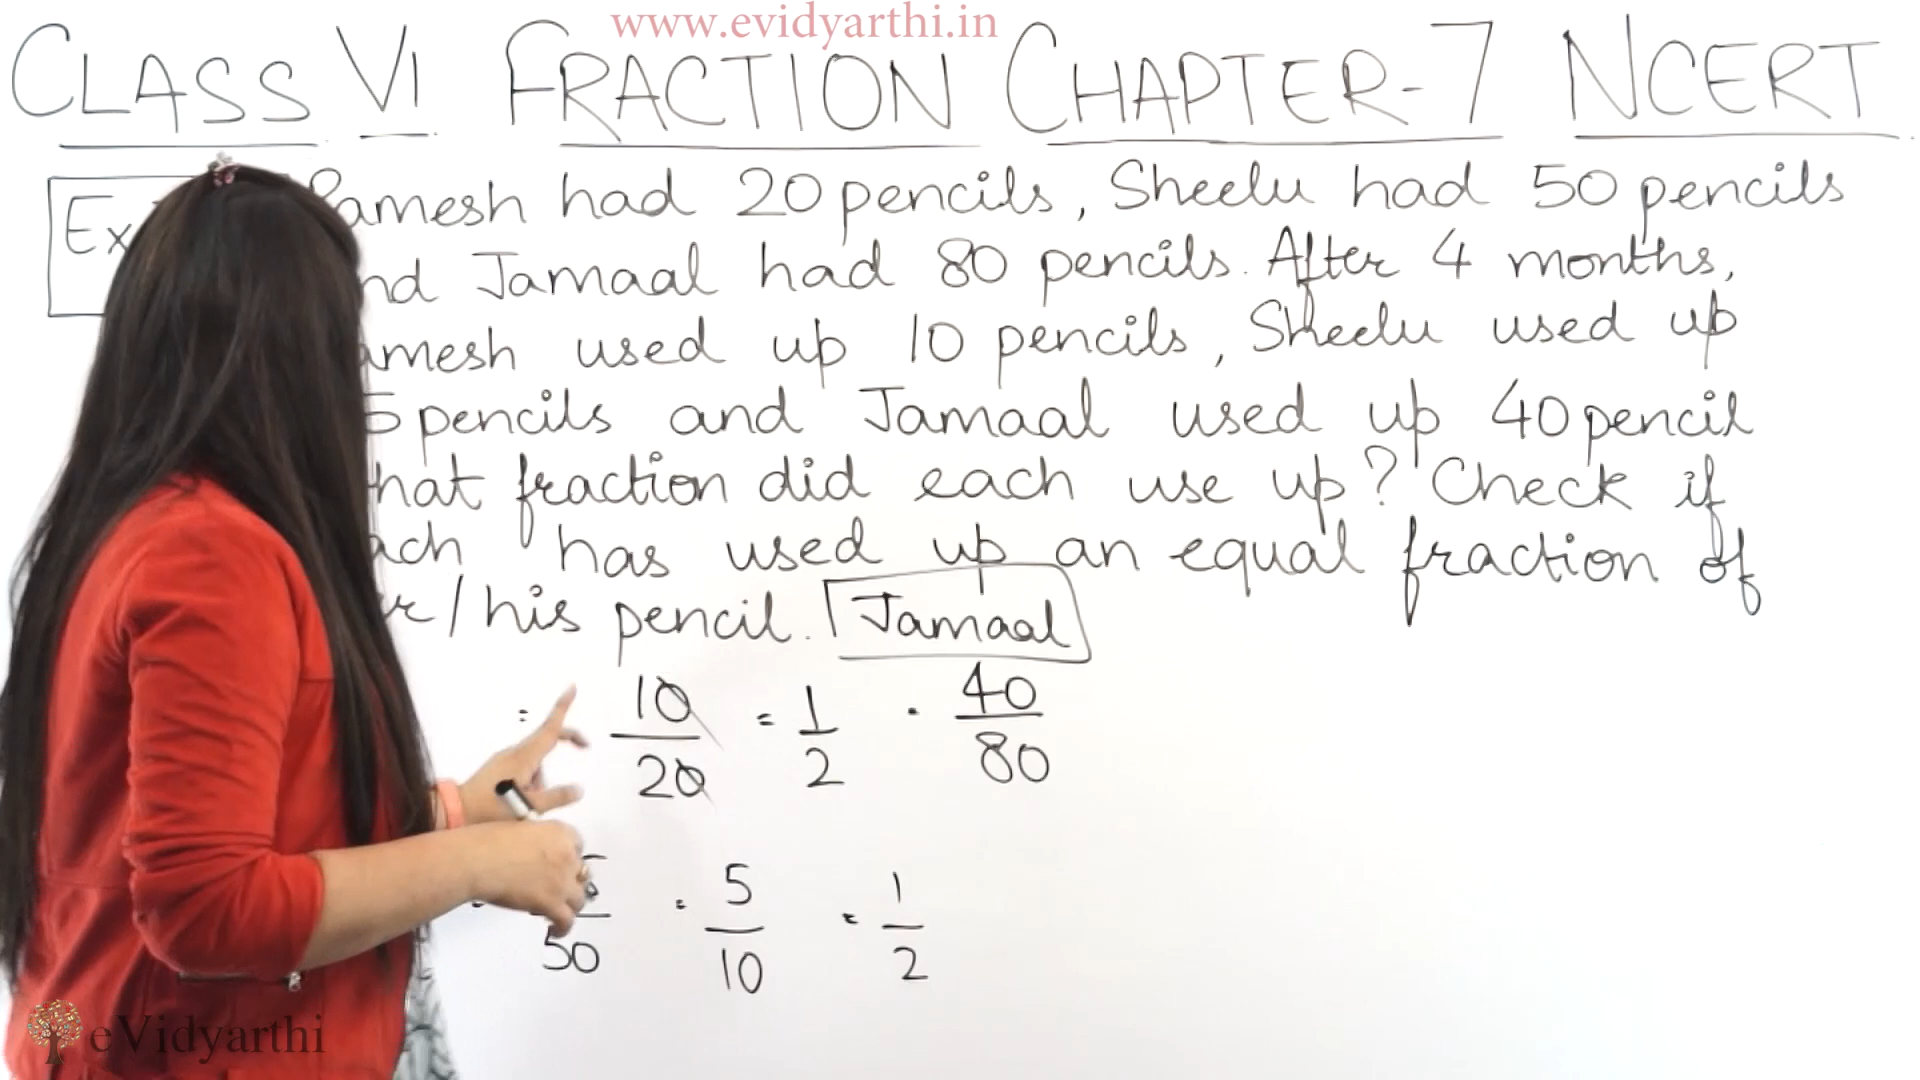 www.evidyarthi.in
CLASS VI FRACTION CHAPTER-7 NCERT
Ex
Ramesh had 20 pencils, Sheelu had 50 pencils
nd Jamaal had 80 pencils. After 4 months,
amesh used up 10 pencils, Sheelu used up
5 pencils and Jamaal used up 40 pencil
hat fraction did each use up? Check if
ach has used up an equal fraction of
r/his pencil. Jamaal
= 10/20 = 1/2 . 40/80
50 = 5/10 = 1/2
eVidyarthi